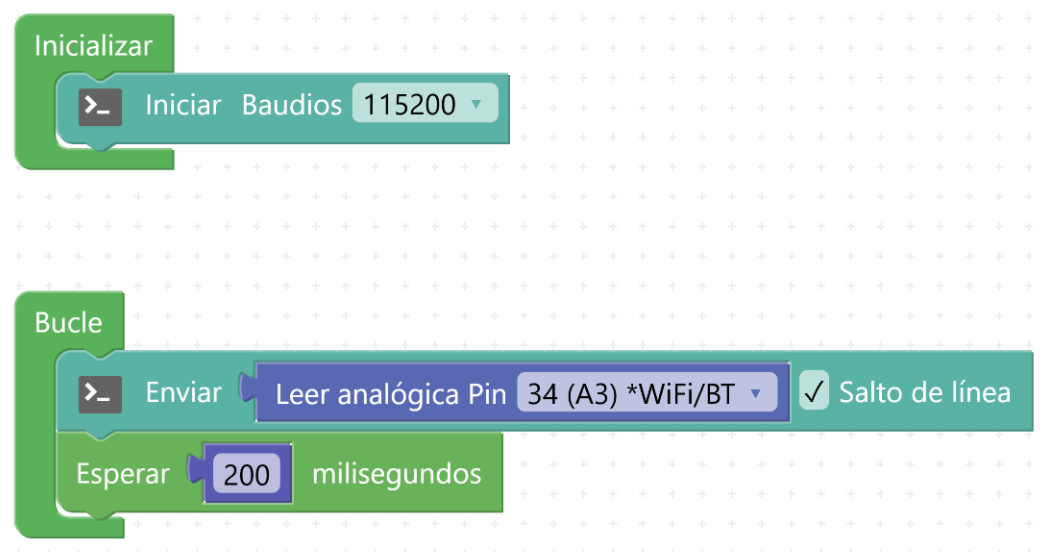 Inicializar
>_ Iniciar Baudios 115200
Bucle
>_ Enviar Leer analógica Pin 34 (A3) *WiFi/BT ✓ Salto de línea
Esperar 200 milisegundos